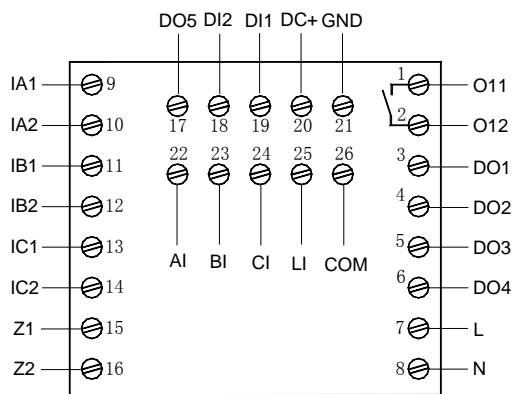 DO5 DI2 DI1 DC+ GND
IA1 9 1 O11
17 18 19 20 21
IA2 10 2 O12
22 23 24 25 26
IB1 11 3 DO1
IB2 12 4 DO2
IC1 13 5 DO3
AI BI CI LI COM
IC2 14 6 DO4
Z1 15 7 L
Z2 16 8 N